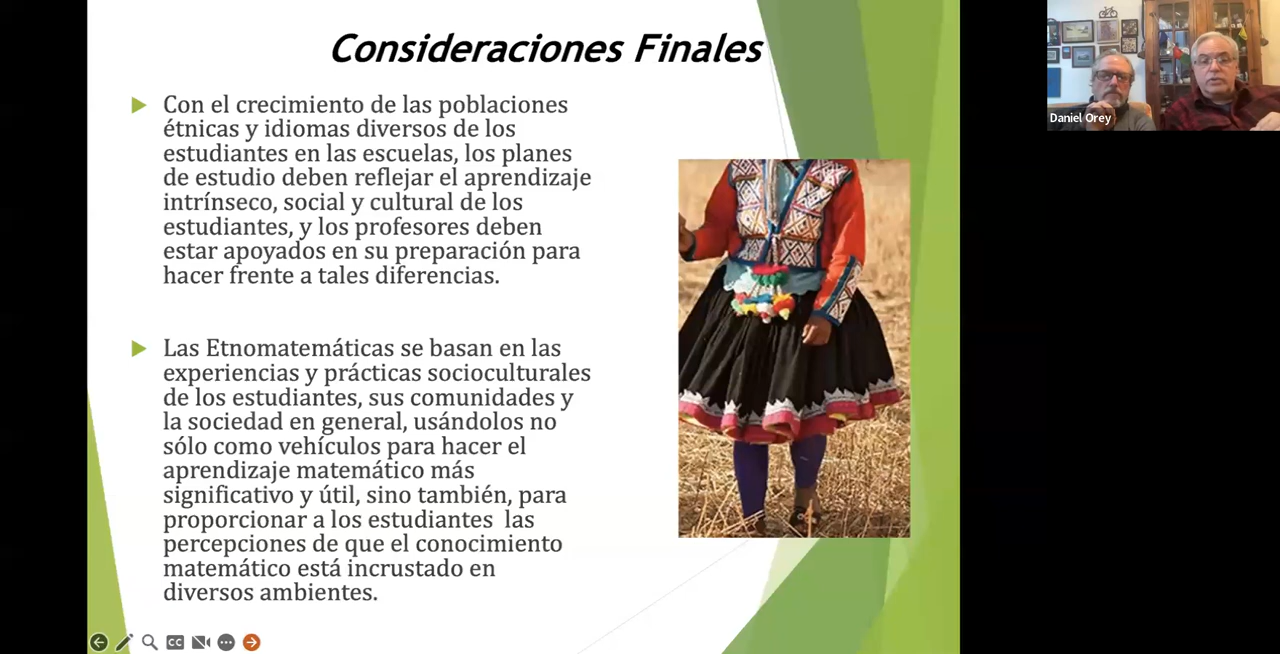 Consideraciones Finales
Con el crecimiento de las poblaciones
étnicas y idiomas diversos de los
estudiantes en las escuelas, los planes
de estudio deben reflejar el aprendizaje
intrínseco, social y cultural de los
estudiantes, y los profesores deben
estar apoyados en su preparación para
hacer frente a tales diferencias.
Las Etnomatemáticas se basan en las
experiencias y prácticas socioculturales
de los estudiantes, sus comunidades y
la sociedad en general, usándolos no
sólo como vehículos para hacer el
aprendizaje matemático más
significativo y útil, sino también, para
proporcionar a los estudiantes las
percepciones de que el conocimiento
matemático está incrustado en
diversos ambientes.
Daniel Orey
CC